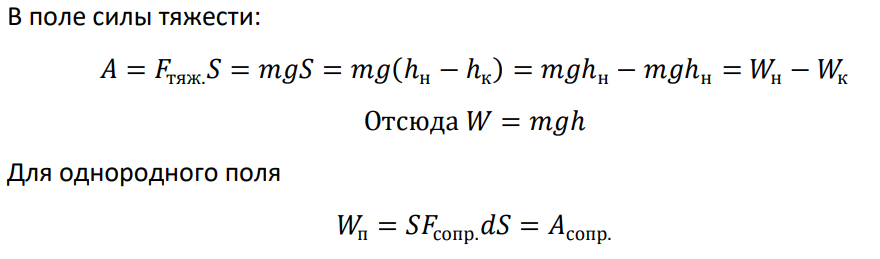 В поле силы тяжести:
A = Fтяж.S = mgS = mg(hн − hк) = mghн − mghн = Wн − Wк
Отсюда W = mgh
Для однородного поля
Wп = SFсопр.dS = Aсопр.